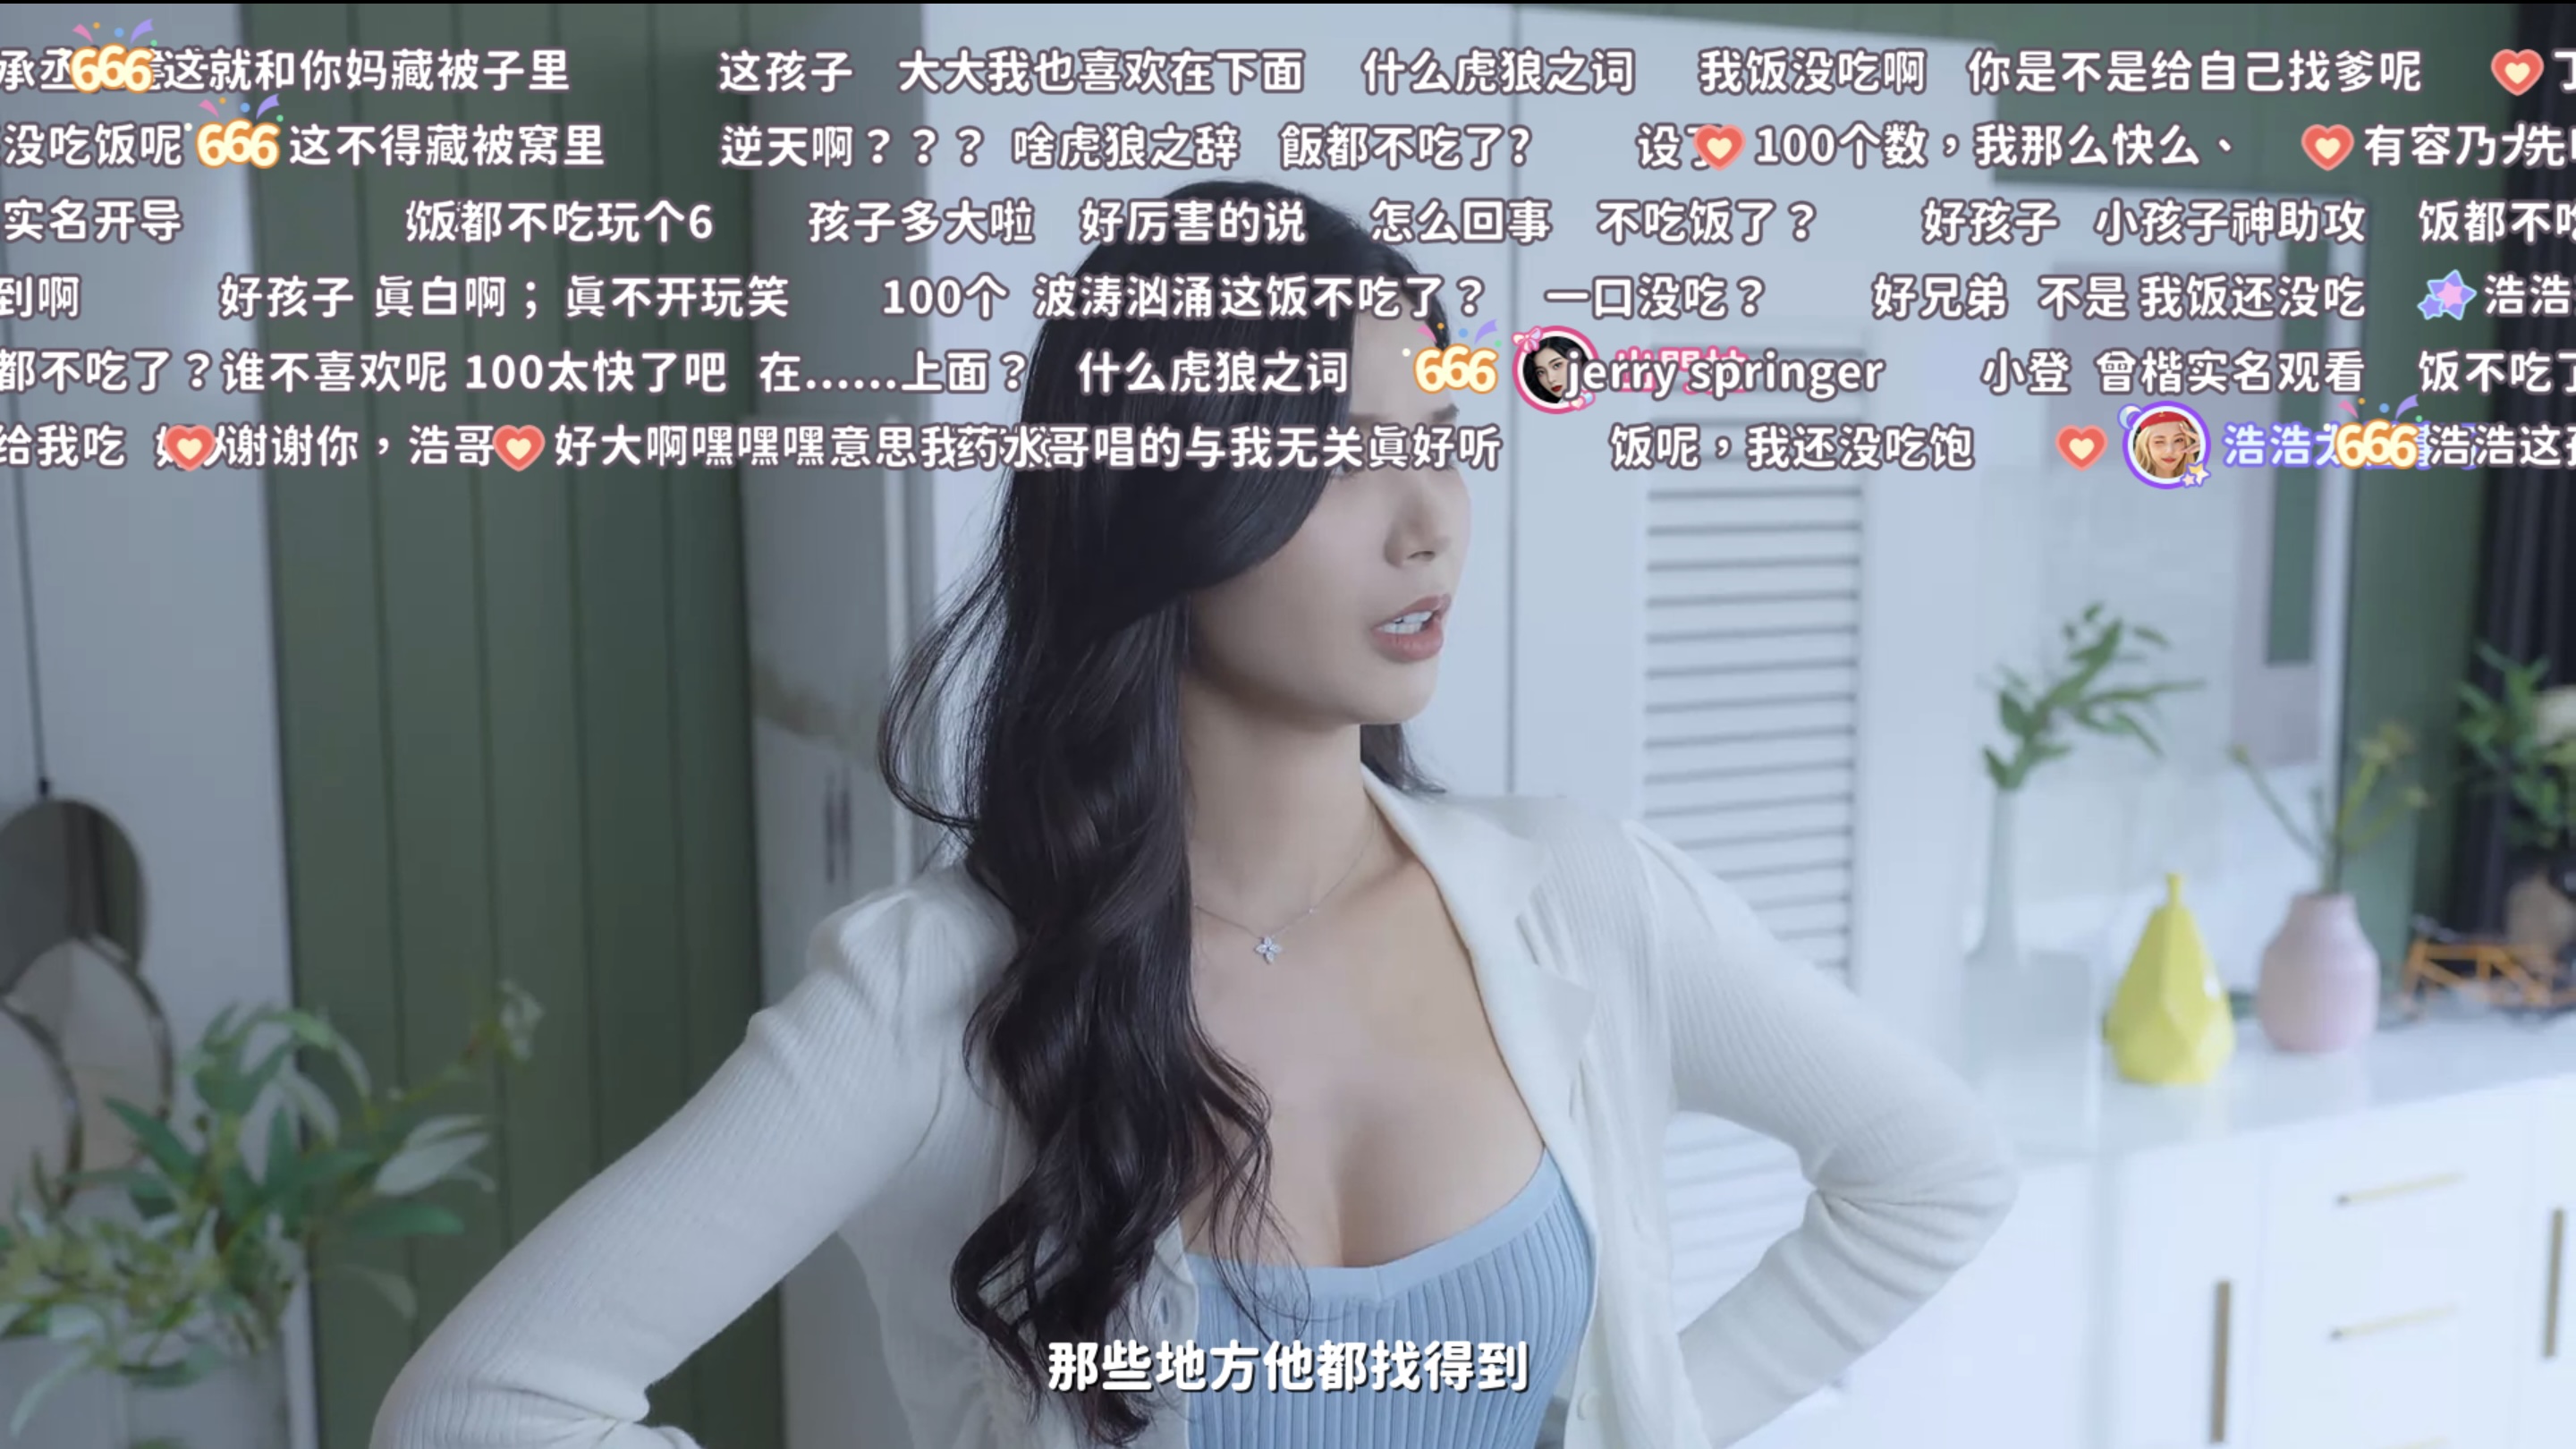 承丞 666 这就和你妈藏被子里 这孩子 大大我也喜欢在下面 什么虎狼之词 我饭没吃啊 你是不是给自己找爹呢
没吃饭呢 666 这不得藏被窝里 逆天啊？？？ 啥虎狼之辞 飯都不吃了? 设 100个数，我那么快么、 有容乃大
实名开导 饭都不吃玩个6 孩子多大啦 好厉害的说 怎么回事 不吃饭了？ 好孩子 小孩子神助攻 饭都不吃
到啊 好孩子 真白啊；真不开玩笑 100个 波涛汹涌这饭不吃了？ 一口没吃？ 好兄弟 不是 我饭还没吃 浩浩
都不吃了？谁不喜欢呢 100太快了吧 在……上面？ 什么虎狼之词 666 jerry springer 小登 曾楷实名观看 饭不吃了
给我吃 谢谢你，浩哥 好大啊嘿嘿嘿意思我药水哥唱的与我无关真好听 饭呢，我还没吃饱 浩浩 666 浩浩这孩
那些地方他都找得到